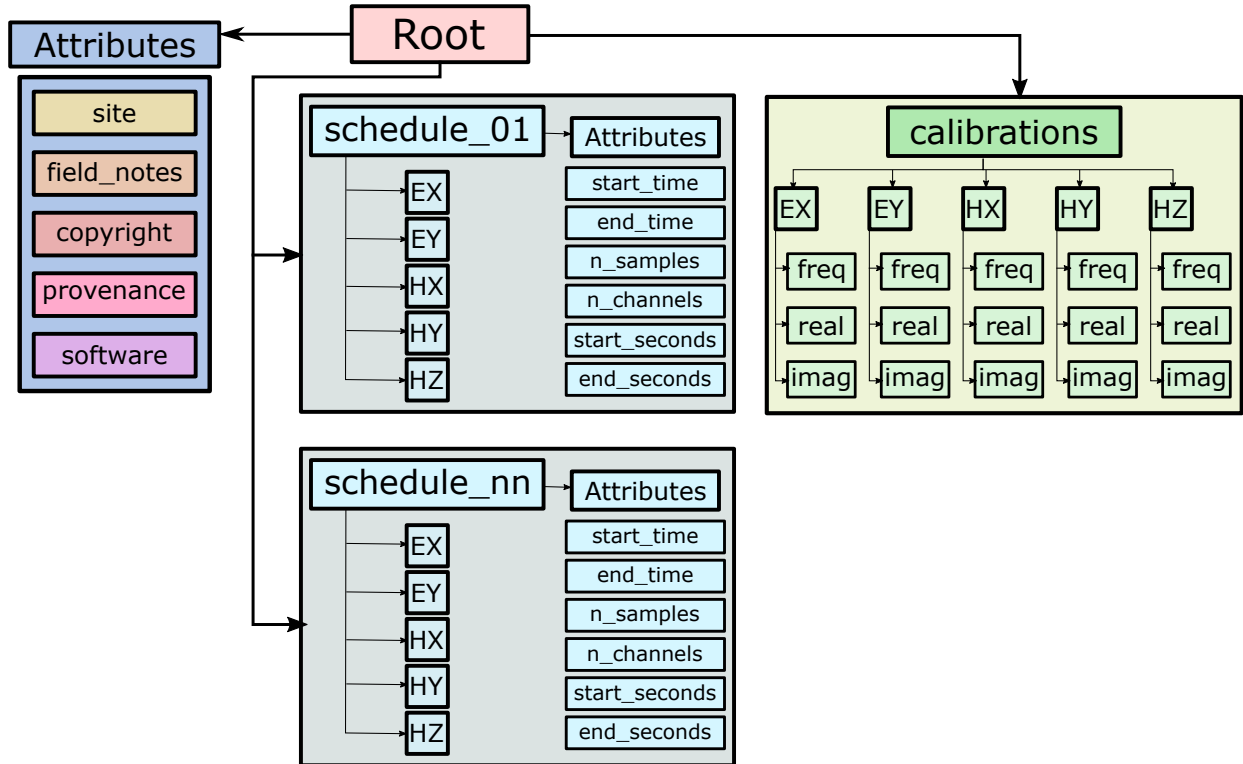 Root
Attributes
site
field_notes
copyright
provenance
software
schedule_01
EX
EY
HX
HY
HZ
Attributes
start_time
end_time
n_samples
n_channels
start_seconds
end_seconds
schedule_nn
EX
EY
HX
HY
HZ
Attributes
start_time
end_time
n_samples
n_channels
start_seconds
end_seconds
calibrations
EX EY HX HY HZ
freq freq freq freq freq
real real real real real
imag imag imag imag imag